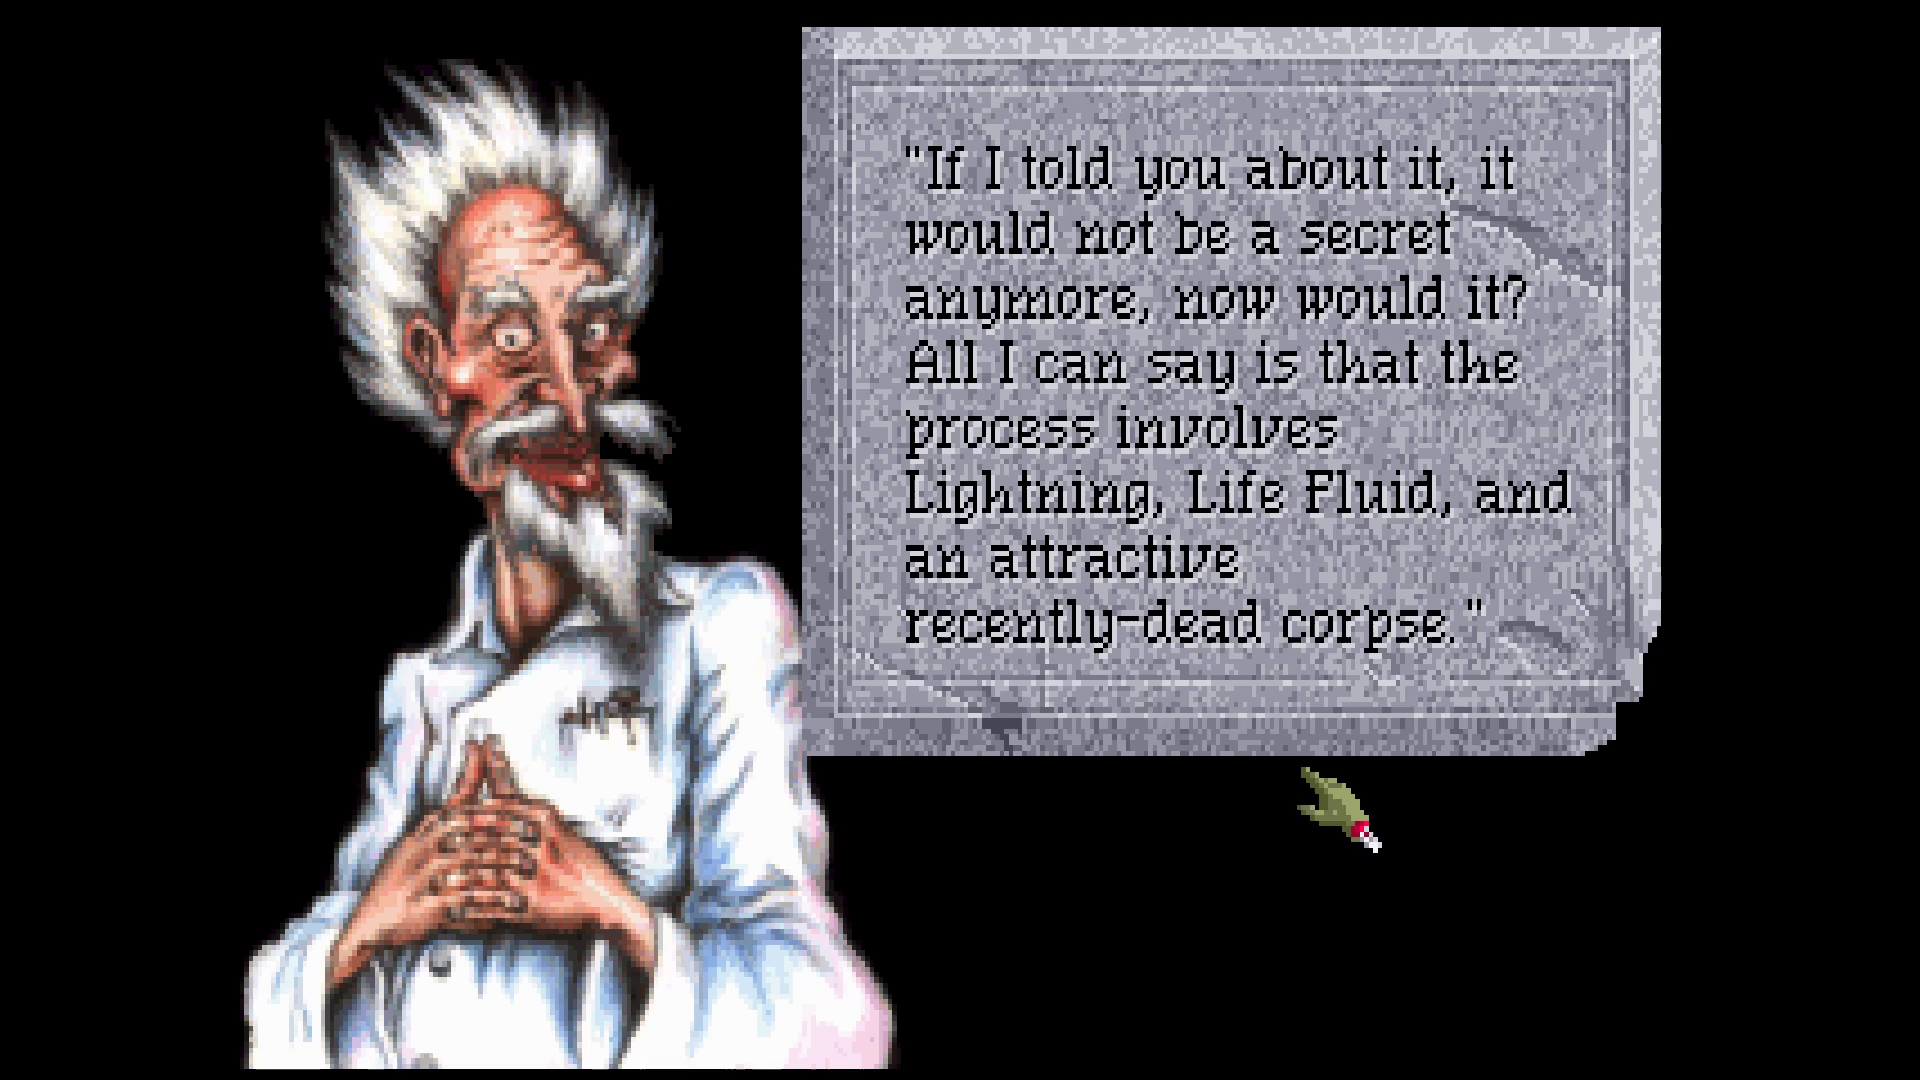 "If I told you about it, it
would not be a secret
anymore, now would it?
All I can say is that the
process involves
Lightning, Life Fluid, and
an attractive
recently-dead corpse."